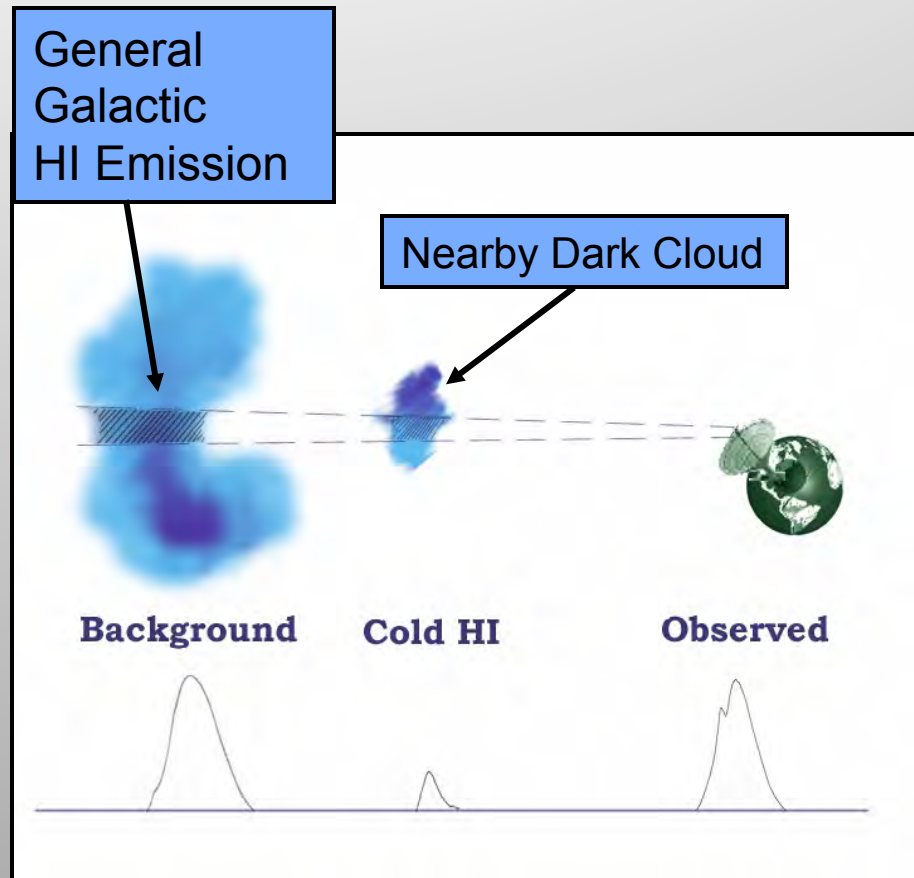 General
Galactic
HI Emission
Nearby Dark Cloud
Background
Cold HI
Observed